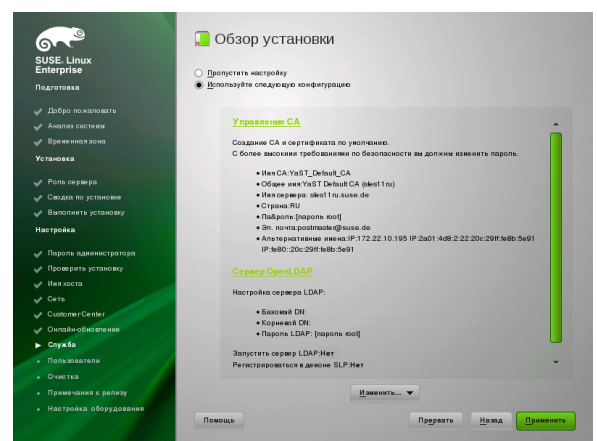 SUSE. Linux
Enterprise
Подготовка
Добро пожаловать
Анализ системы
Временная зона
Установка
Роль сервера
Сводка по установке
Выполнить установку
Настройка
Пароль администратора
Проверить установку
Имя хоста
Сеть
Customer Center
Онлайн-обновление
Служба
Пользователи
Очистка
Примечания к релизу
Настройка оборудования
Обзор установки
Пропустить настройку
Используйте следующую конфигурацию
Управление CA
Создание CA и сертификата по умолчанию.
С более высокими требованиями по безопасности вы должны изменить пароль.
• Имя CA:YaST_Default_CA
• Общее имя:YaST Default CA (sles11ru)
• Имя сервера: sles11ru.suse.de
• Страна:RU
• Па&роль:[пароль root]
• Эл. почта:postmaster@suse.de
• Альтернативные имена:IP:172.22.10.195 IP:2a01:4d8:2:22:20c:29ff:fe8b:5e91
IP:fe80::20c:29ff:fe8b:5e91
Сервер OpenLDAP
Настройка сервера LDAP:
• Базовый DN:
• Корневой DN:
• Пароль LDAP: [пароль root]
Запустить сервер LDAP:Нет
Регистрироваться в демоне SLP:Нет
Изменить...
Помощь
Прервать
Назад
Применить